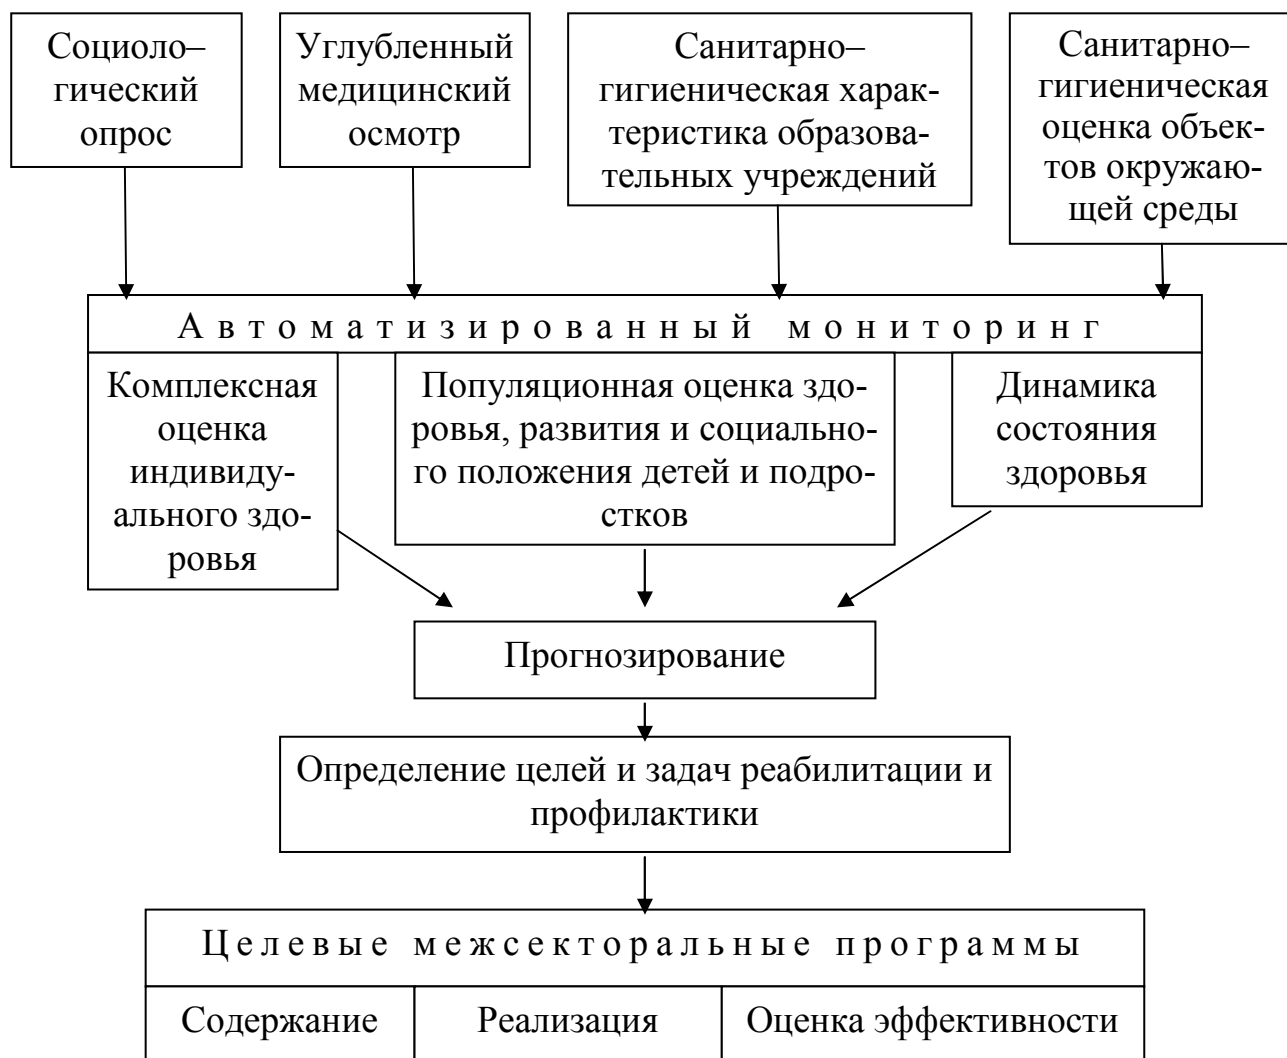 Социоло–
гический
опрос
Углубленный
медицинский
осмотр
Санитарно–
гигиеническая харак-
теристика образова-
тельных учреждений
Санитарно–
гигиеническая
оценка объек-
тов окружаю-
щей среды
Автоматизированный мониторинг
Комплексная
оценка
индивиду-
ального здо-
ровья
Популяционная оценка здо-
ровья, развития и социально-
го положения детей и подро-
стков
Динамика
состояния
здоровья
Прогнозирование
Определение целей и задач реабилитации и
профилактики
Целевые межсекторальные программы
Содержание
Реализация
Оценка эффективности